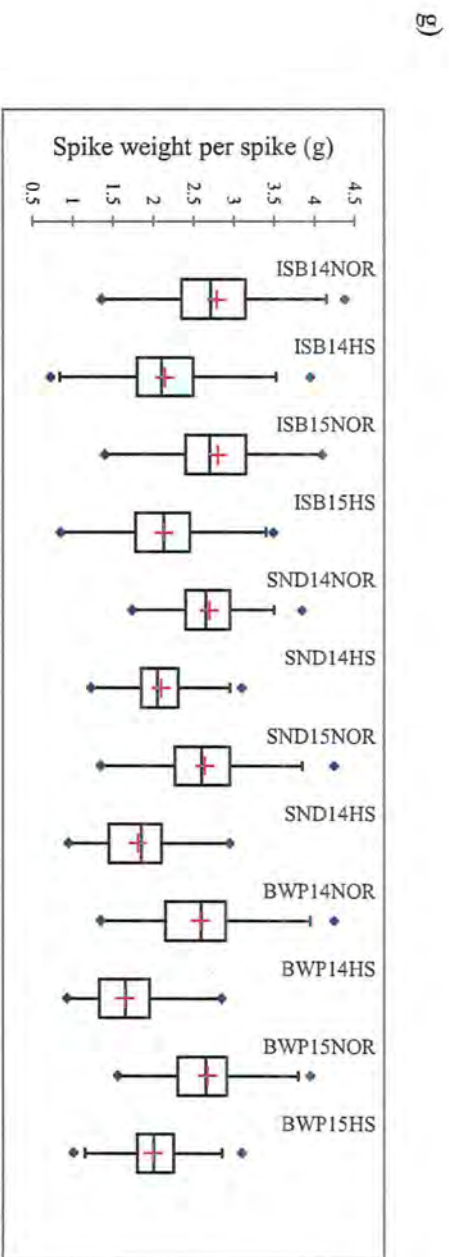 g)
Spike weight per spike (g)
4.5
4
3.5
3
2.5
2
1.5
1
0.5
ISB14NOR
ISB14HS
ISB15NOR
ISB15HS
SND14NOR
SND14HS
SND15NOR
SND14HS
BWP14NOR
BWP14HS
BWP15NOR
BWP15HS